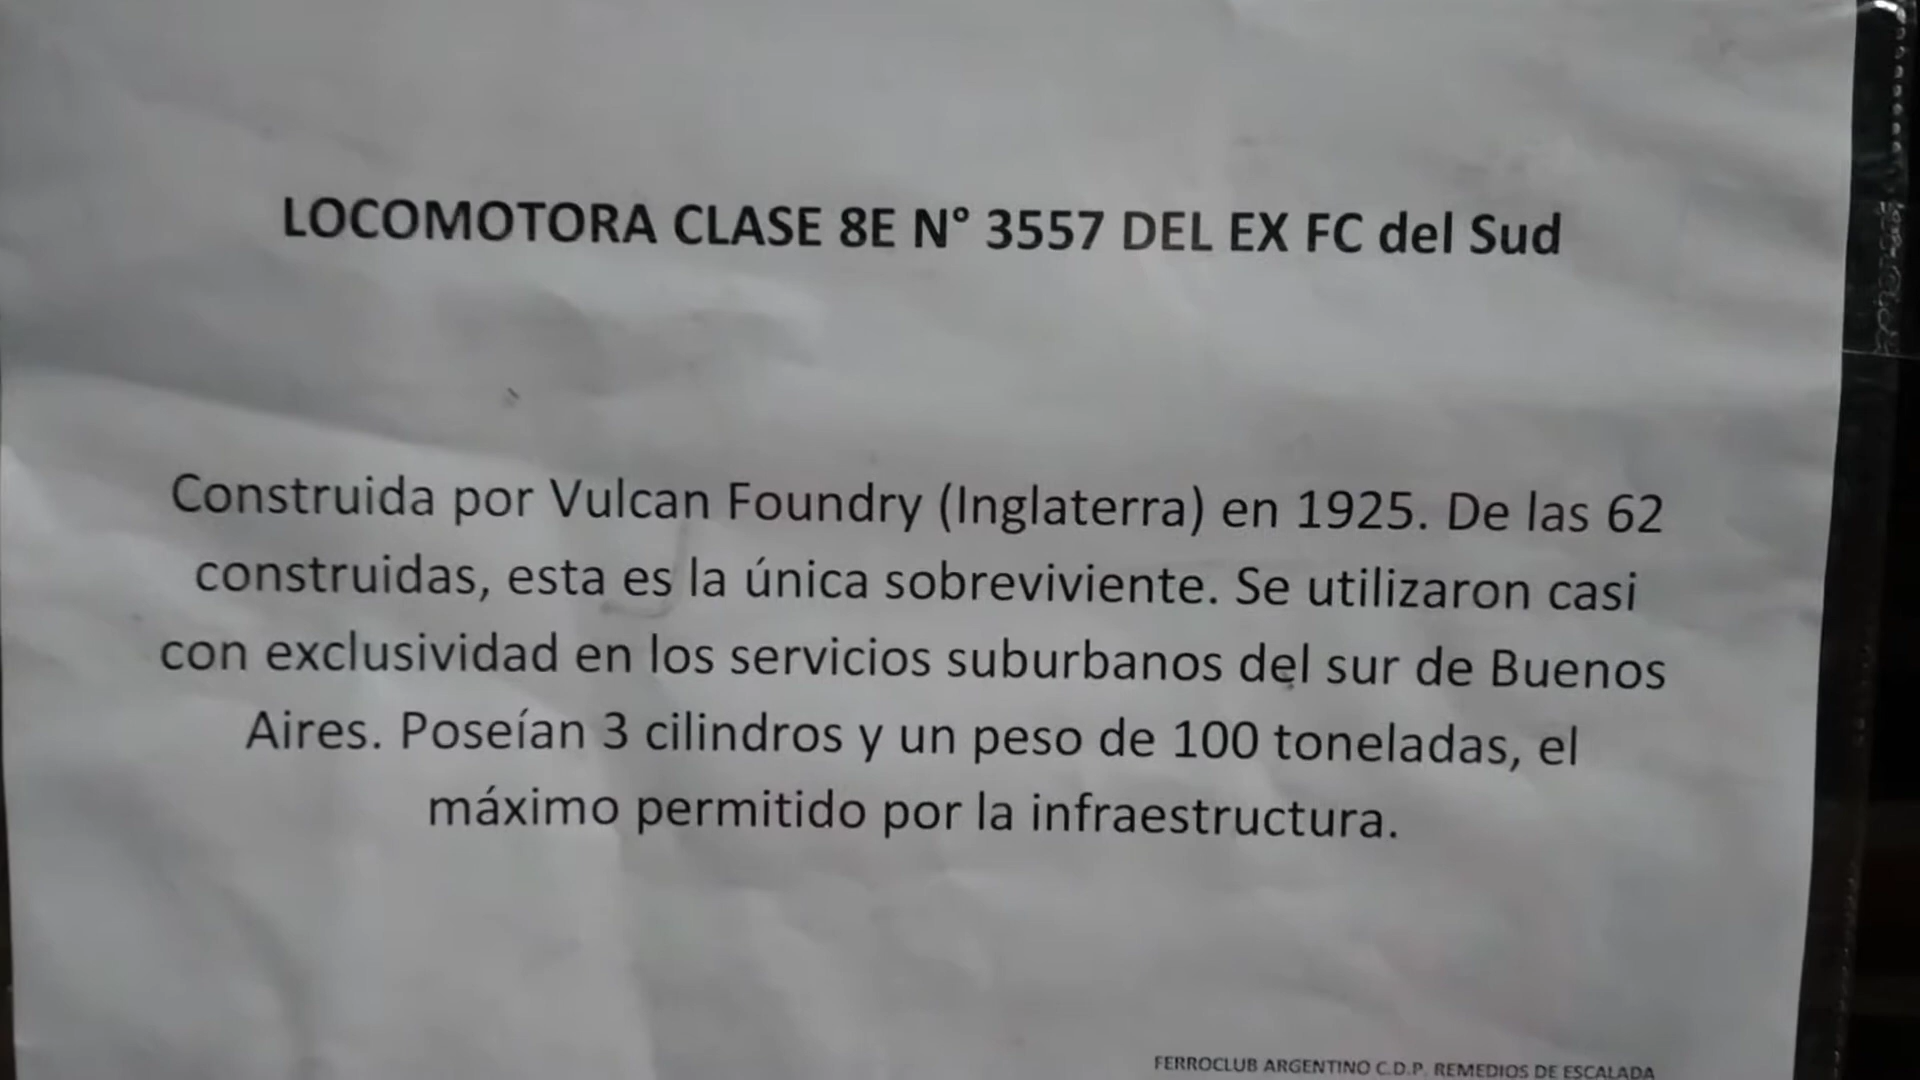 LOCOMOTORA CLASE 8E N° 3557 DEL EX FC del Sud
Construida por Vulcan Foundry (Inglaterra) en 1925. De las 62
construidas, esta es la única sobreviviente. Se utilizaron casi
con exclusividad en los servicios suburbanos del sur de Buenos
Aires. Poseían 3 cilindros y un peso de 100 toneladas, el
máximo permitido por la infraestructura.
FERROCLUB ARGENTINO C.D.P. REMEDIOS DE ESCALADA